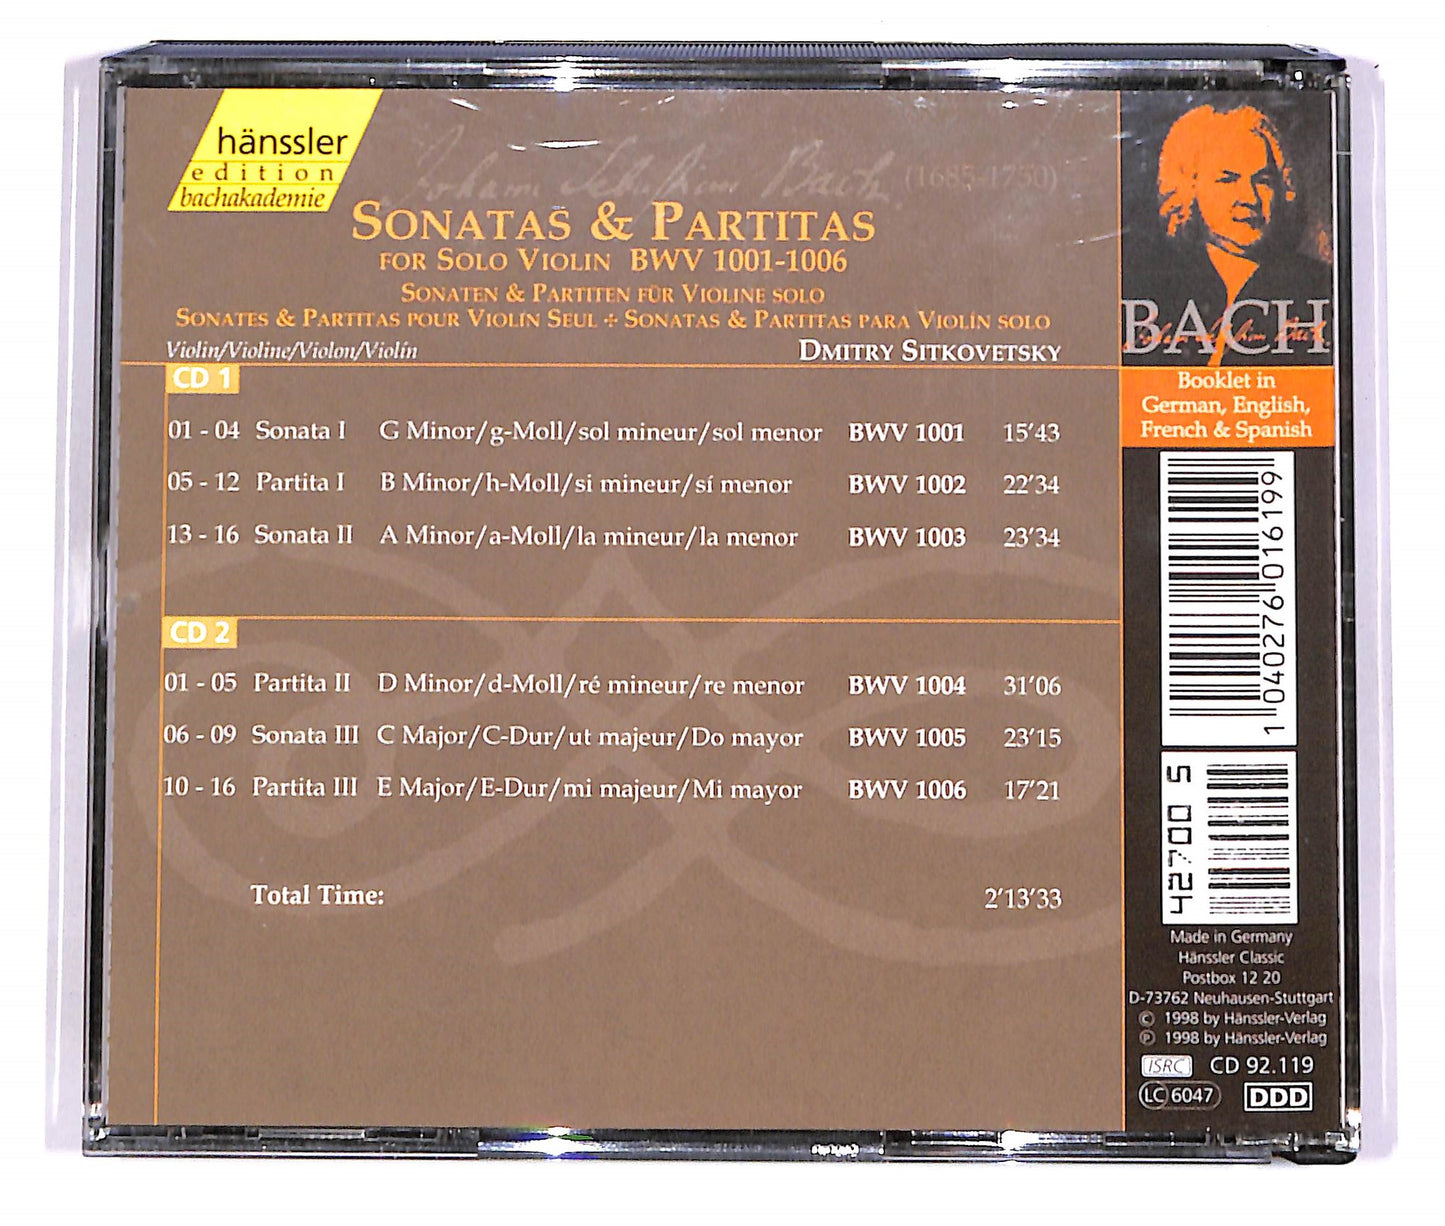 hänssler
edition
bachakademie
Johann Sebastian Bach (1685-1750)
SONATAS & PARTITAS
FOR SOLO VIOLIN BWV 1001-1006
SONATEN & PARTITEN FÜR VIOLINE SOLO
SONATES & PARTITAS POUR VIOLIN SEUL + SONATAS & PARTITAS PARA VIOLÍN SOLO
Violin/Violine/Violon/Violín DMITRY SITKOVETSKY
CD 1
01 - 04 Sonata I G Minor/g-Moll/sol mineur/sol menor BWV 1001 15'43
05 - 12 Partita I B Minor/h-Moll/si mineur/sí menor BWV 1002 22'34
13 - 16 Sonata II A Minor/a-Moll/la mineur/la menor BWV 1003 23'34
CD 2
01 - 05 Partita II D Minor/d-Moll/ré mineur/re menor BWV 1004 31'06
06 - 09 Sonata III C Major/C-Dur/ut majeur/Do mayor BWV 1005 23'15
10 - 16 Partita III E Major/E-Dur/mi majeur/Mi mayor BWV 1006 17'21
Total Time: 2'13'33
BACH
Booklet in
German, English,
French & Spanish
1 040276 016199
42700 5
Made in Germany
Hänssler Classic
Postbox 12 20
D-73762 Neuhausen-Stuttgart
© 1998 by Hänssler-Verlag
℗ 1998 by Hänssler-Verlag
ISRC CD 92.119
LC 6047 DDD